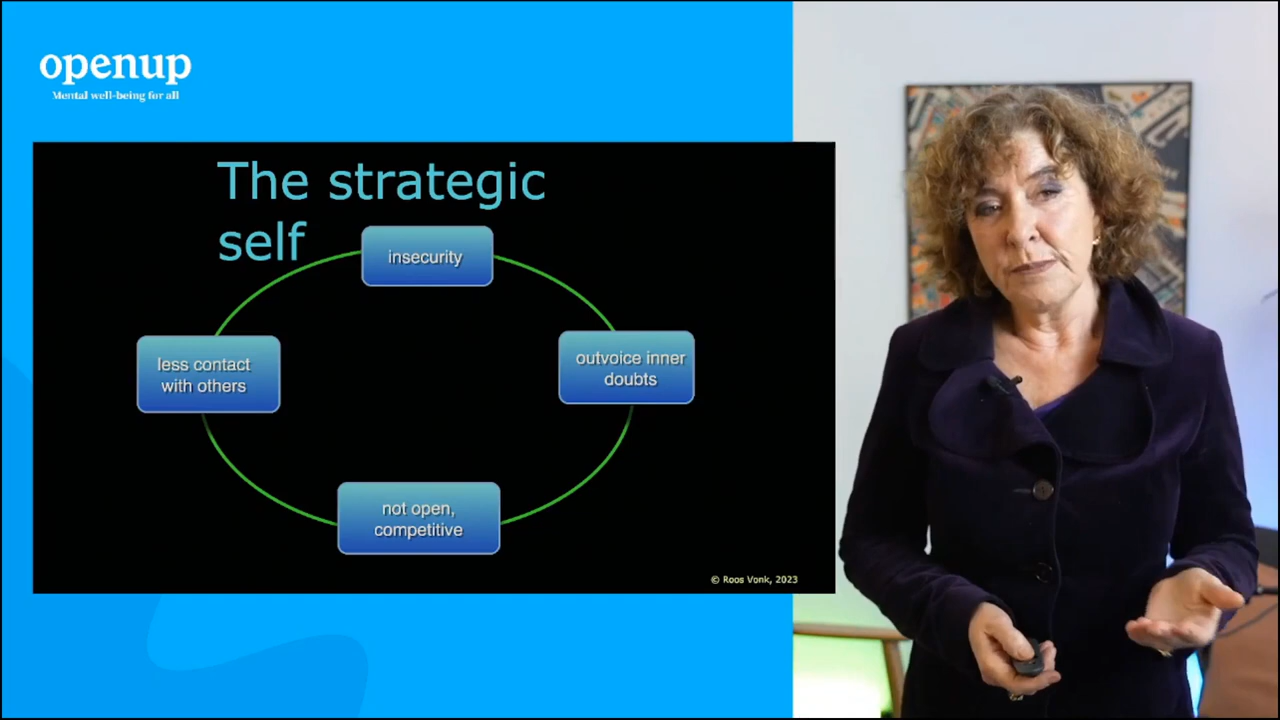 openup
Mental well-being for all
The strategic
self
insecurity
less contact
with others
outvoice inner
doubts
not open,
competitive
© Roos Vonk, 2023